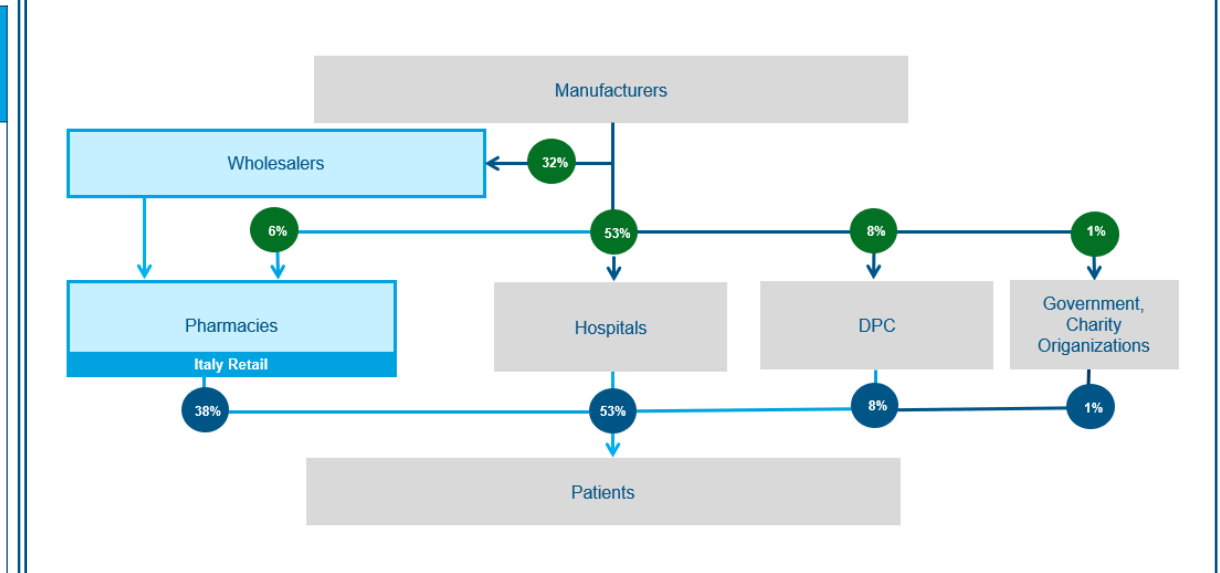 Manufacturers
Wholesalers
32%
6%
53%
8%
1%
Pharmacies
Italy Retail
Hospitals
DPC
Government,
Charity
Origanizations
38%
53%
8%
1%
Patients